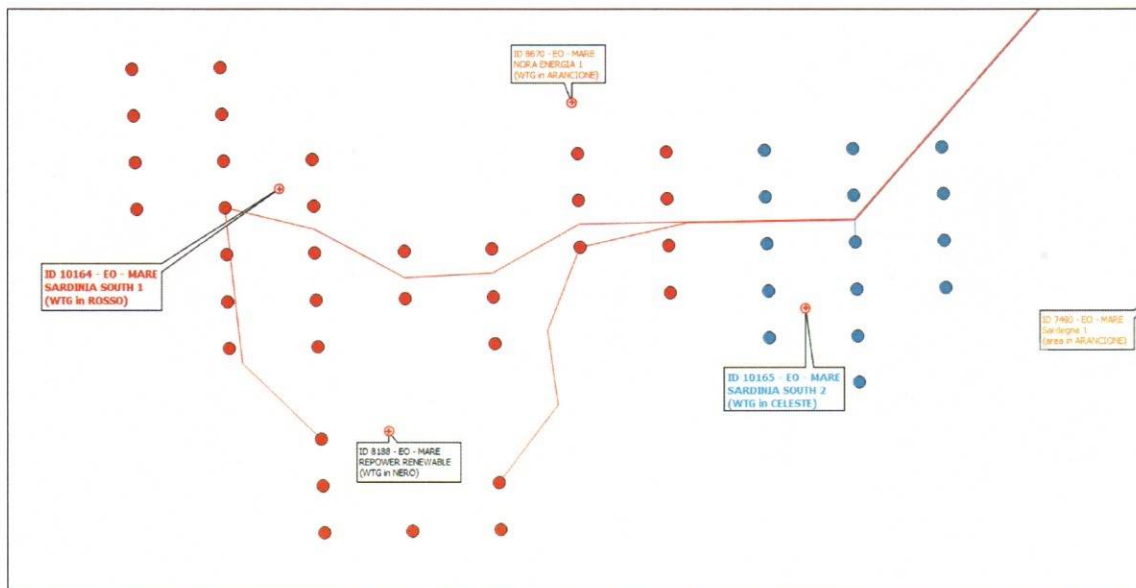 ID 8670 - EO - MARE
NORA ENERGIA 1
(WTG in ARANCIONE)
ID 10164 - EO - MARE
SARDINIA SOUTH 1
(WTG in ROSSO)
ID 7480 - EO - MARE
Sardegna 1
(area in ARANCIONE)
ID 10165 - EO - MARE
SARDINIA SOUTH 2
(WTG in CELESTE)
ID 8188 - EO - MARE
REPOWER RENEWABLE
(WTG in NERO)